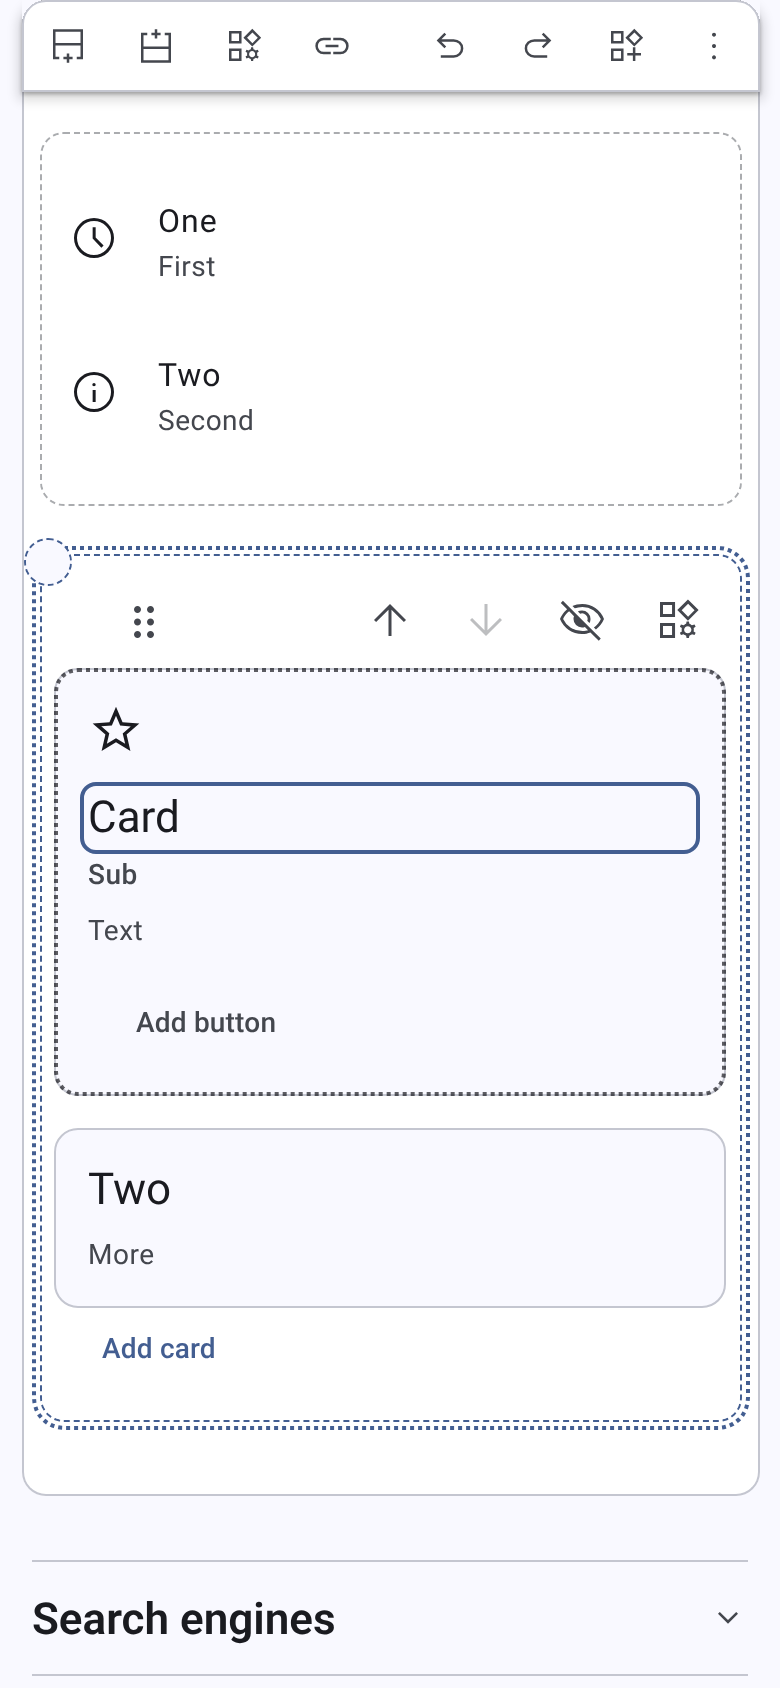 One
First
Two
Second
Card
Sub
Text
Add button
Two
More
Add card
Search engines